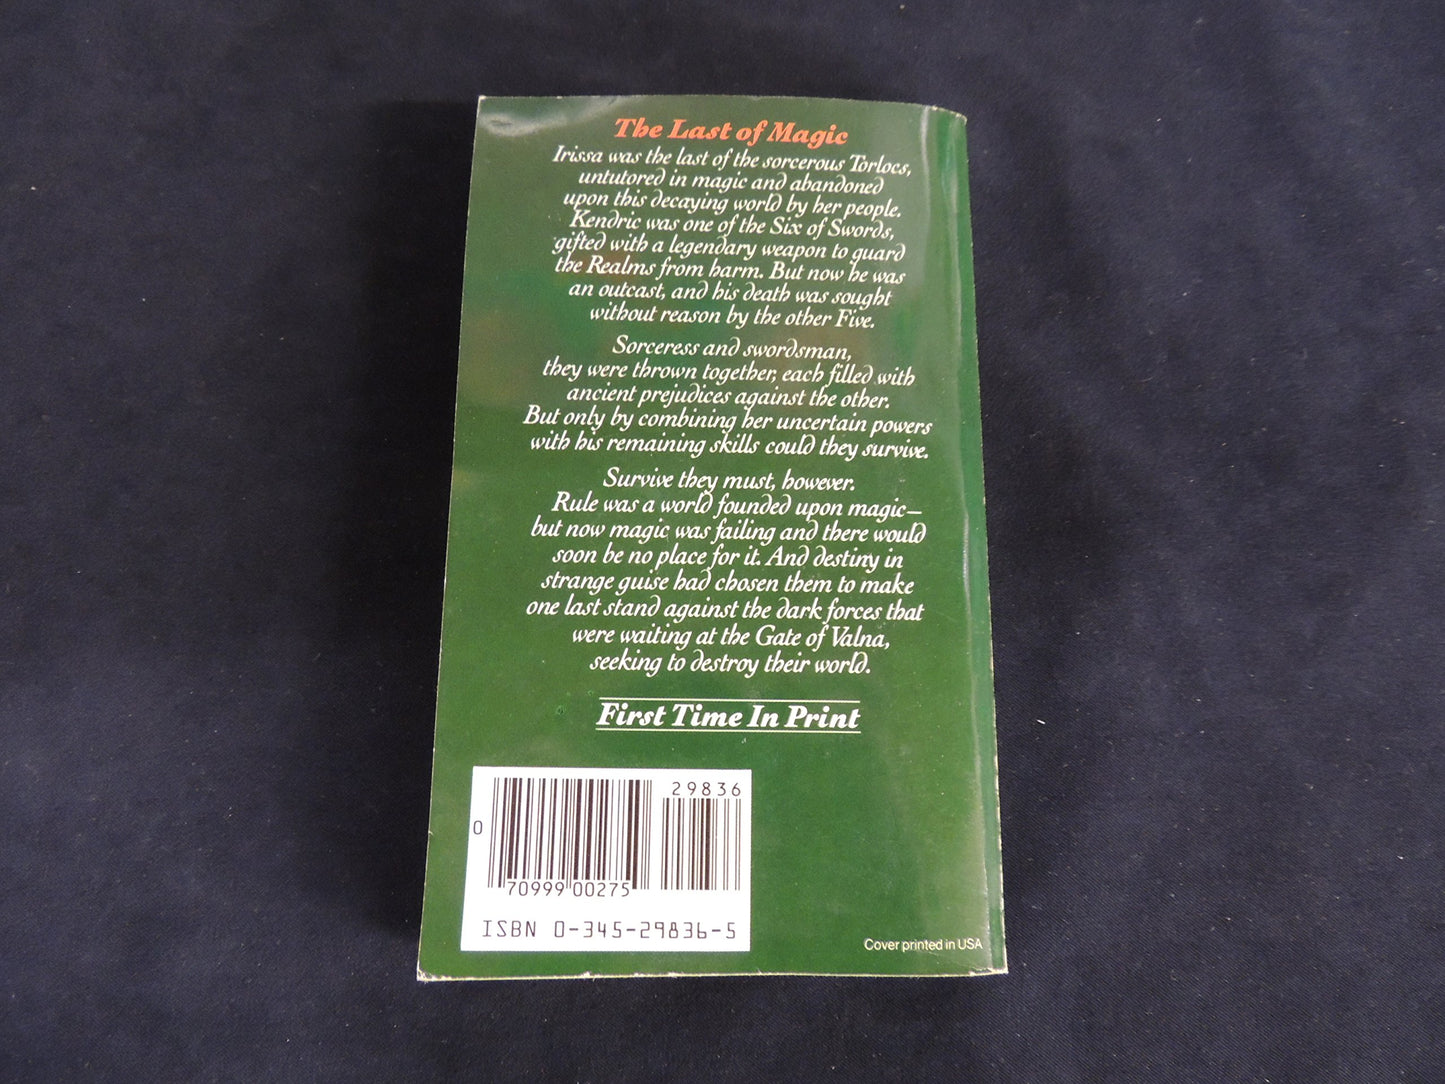 The Last of Magic
Irissa was the last of the sorcerous Torlocs,
untutored in magic and abandoned
upon this decaying world by her people.
Kendric was one of the Six of Swords,
gifted with a legendary weapon to guard
the Realms from harm. But now he was
an outcast, and his death was sought
without reason by the other Five.
Sorceress and swordsman,
they were thrown together, each filled with
ancient prejudices against the other.
But only by combining her uncertain powers
with his remaining skills could they survive.
Survive they must, however.
Rule was a world founded upon magic—
but now magic was failing and there would
soon be no place for it. And destiny in
strange guise had chosen them to make
one last stand against the dark forces that
were waiting at the Gate of Valna,
seeking to destroy their world.
First Time In Print
29836
0
70999 00275
ISBN 0-345-29836-5
Cover printed in USA